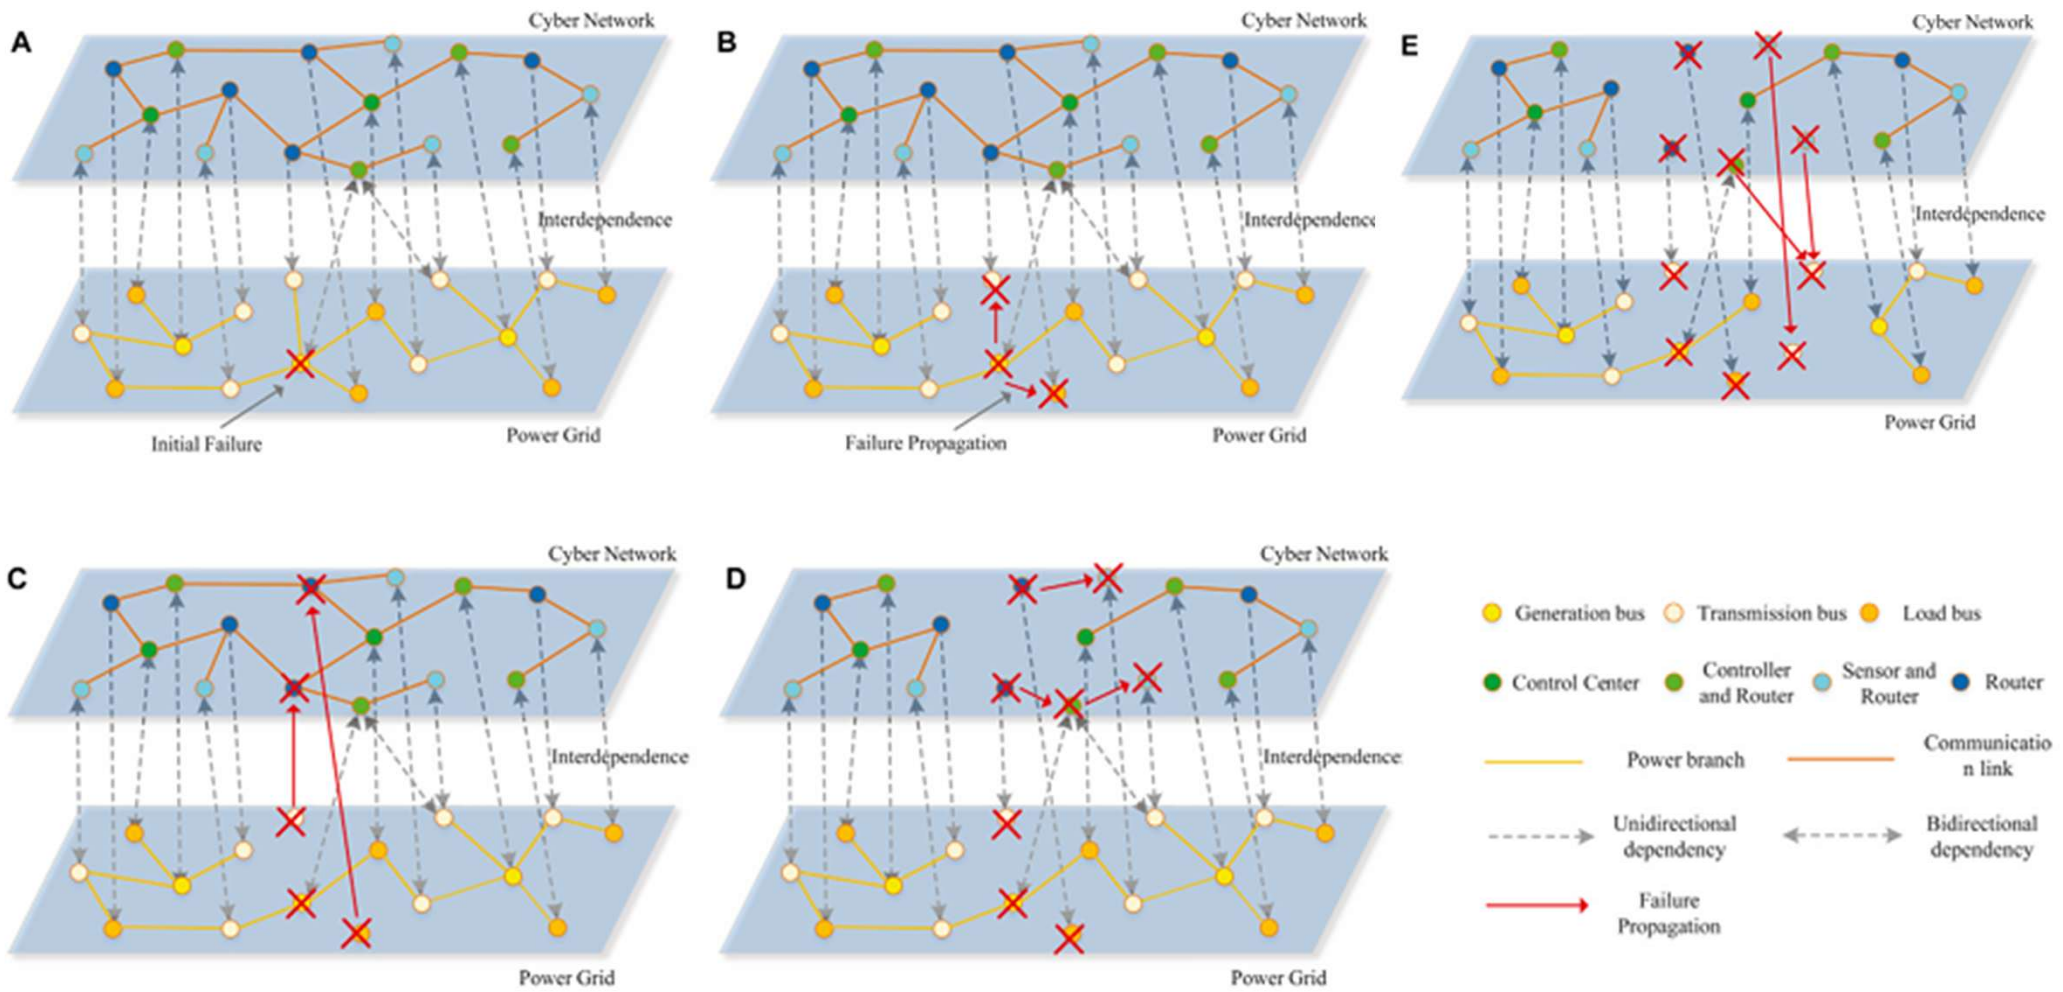 A
Cyber Network
Interdependence
Initial Failure
Power Grid
B
Cyber Network
Interdependence
Failure Propagation
Power Grid
E
Cyber Network
Interdependence
Power Grid
C
Cyber Network
Interdependence
Power Grid
D
Cyber Network
Interdependence
Power Grid
Generation bus
Transmission bus
Load bus
Control Center
Controller
and Router
Sensor and
Router
Router
Power branch
Communicatio
n link
Unidirectional
dependency
Bidirectional
dependency
Failure
Propagation